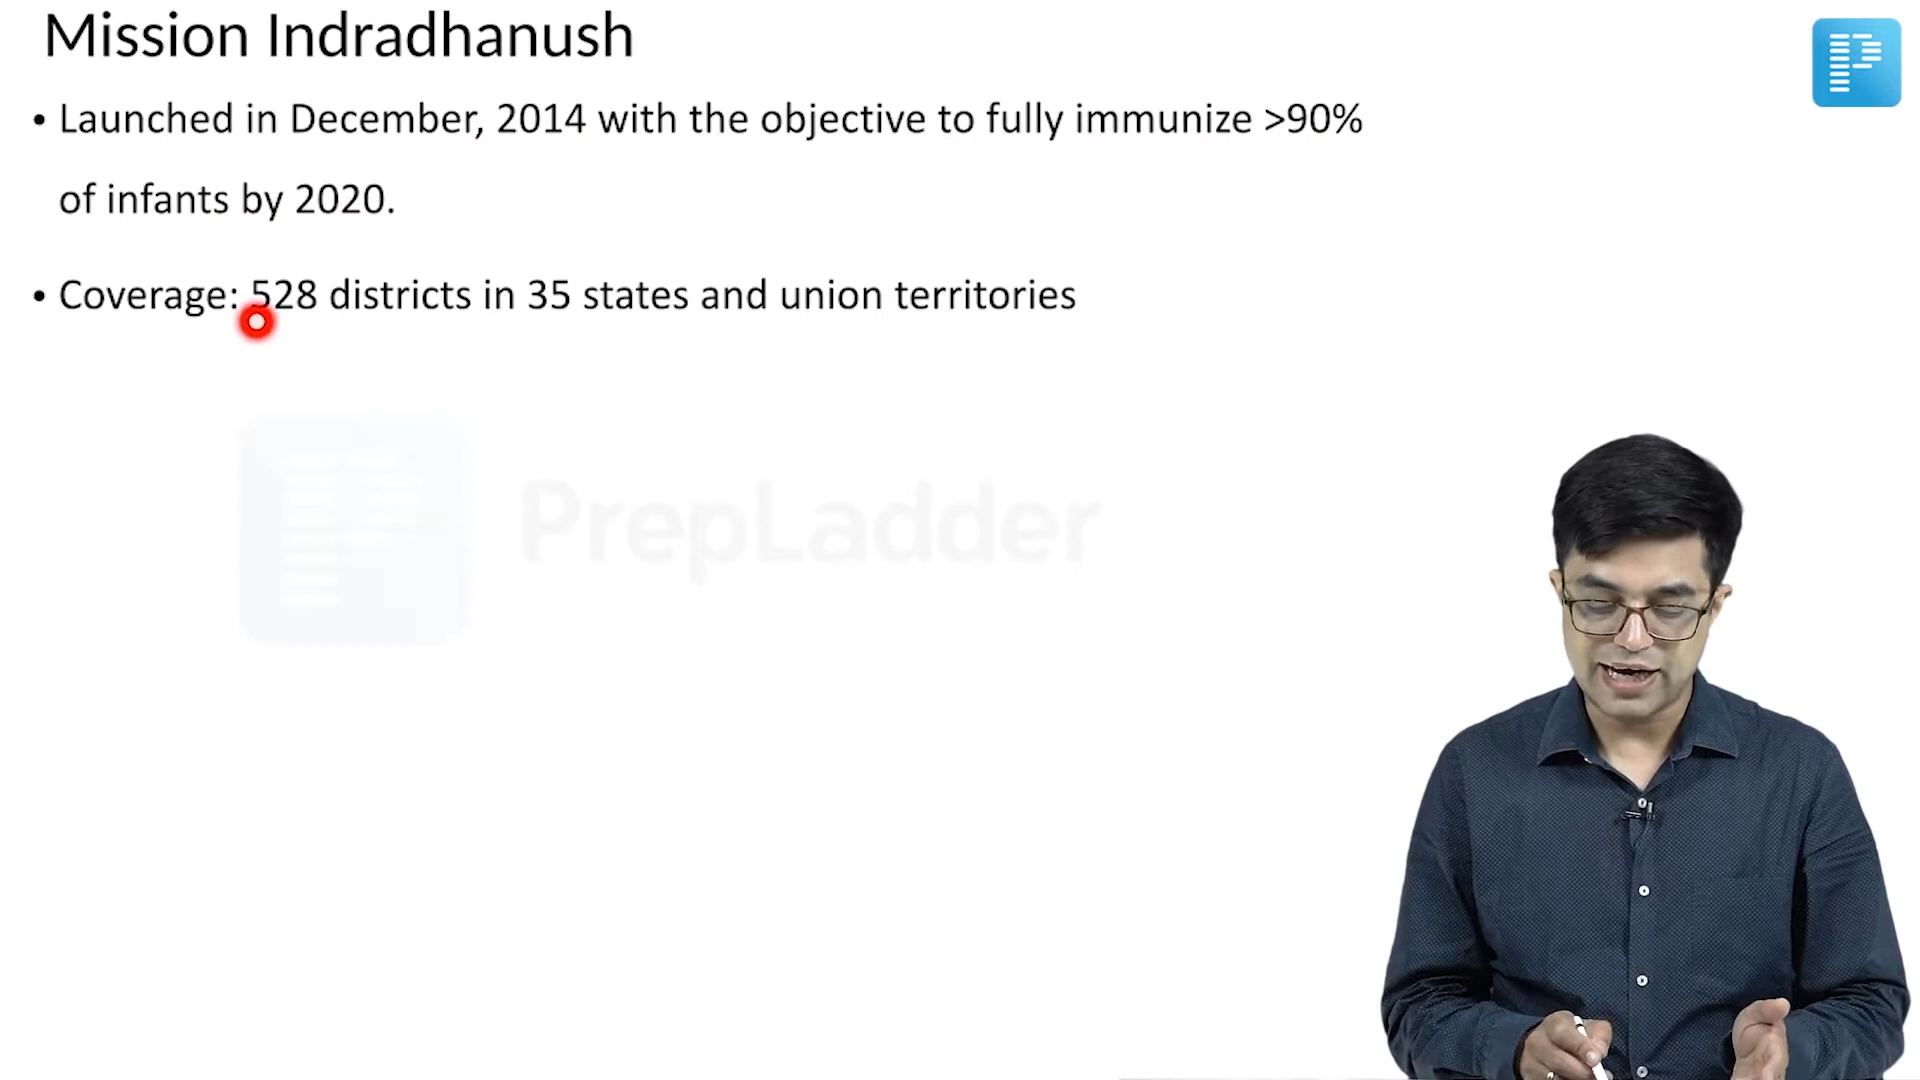 Mission Indradhanush
• Launched in December, 2014 with the objective to fully immunize >90%
of infants by 2020.
• Coverage: 528 districts in 35 states and union territories
PrepLadder